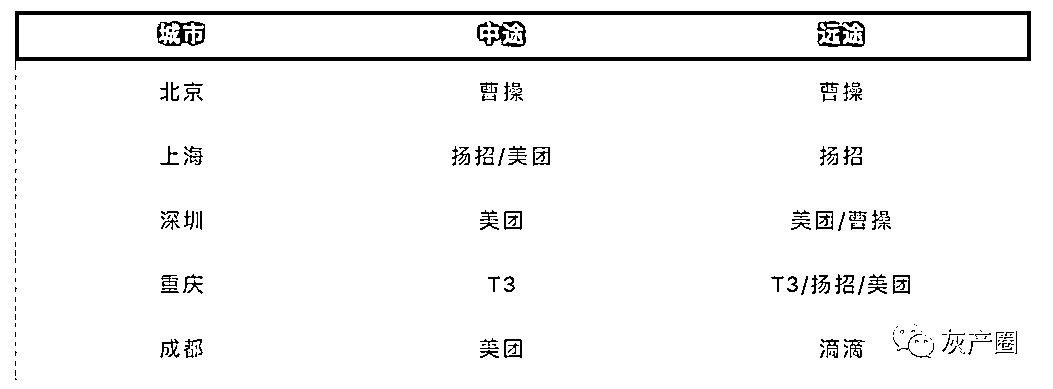 城市 中途 远途
北京 曹操 曹操
上海 扬招/美团 扬招
深圳 美团 美团/曹操
重庆 T3 T3/扬招/美团
成都 美团 滴滴
灰产圈